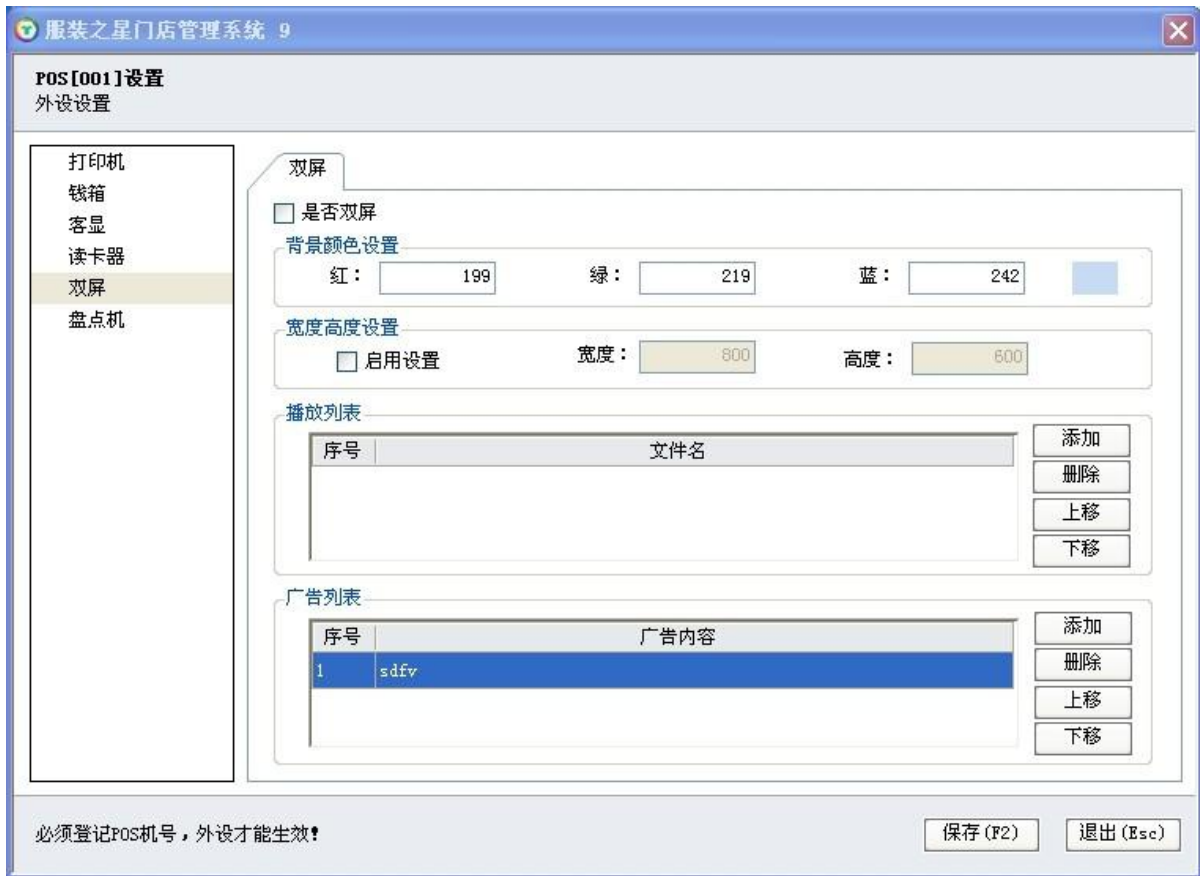 服装之星门店管理系统 9
POS[001]设置
外设设置
打印机
钱箱
客显
读卡器
双屏
盘点机
双屏
是否双屏
背景颜色设置
红： 199 绿： 219 蓝： 242
宽度高度设置
启用设置 宽度： 800 高度： 600
播放列表
序号 文件名
添加
删除
上移
下移
广告列表
序号 广告内容
1 sdfv
添加
删除
上移
下移
必须登记POS机号，外设才能生效！
保存(F2) 退出(Esc)